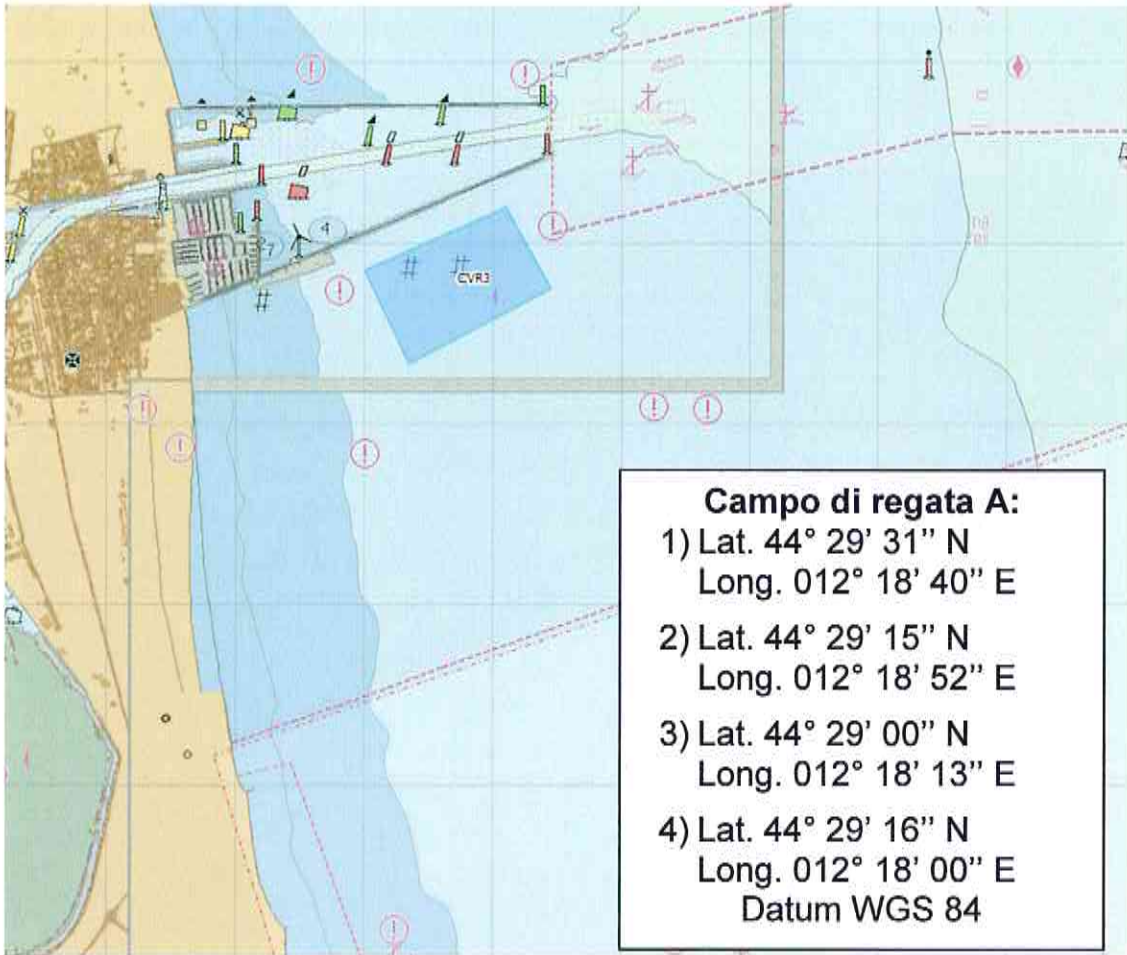 4
7
CVR3
Campo di regata A:
1) Lat. 44° 29' 31'' N
Long. 012° 18' 40'' E
2) Lat. 44° 29' 15'' N
Long. 012° 18' 52'' E
3) Lat. 44° 29' 00'' N
Long. 012° 18' 13'' E
4) Lat. 44° 29' 16'' N
Long. 012° 18' 00'' E
Datum WGS 84